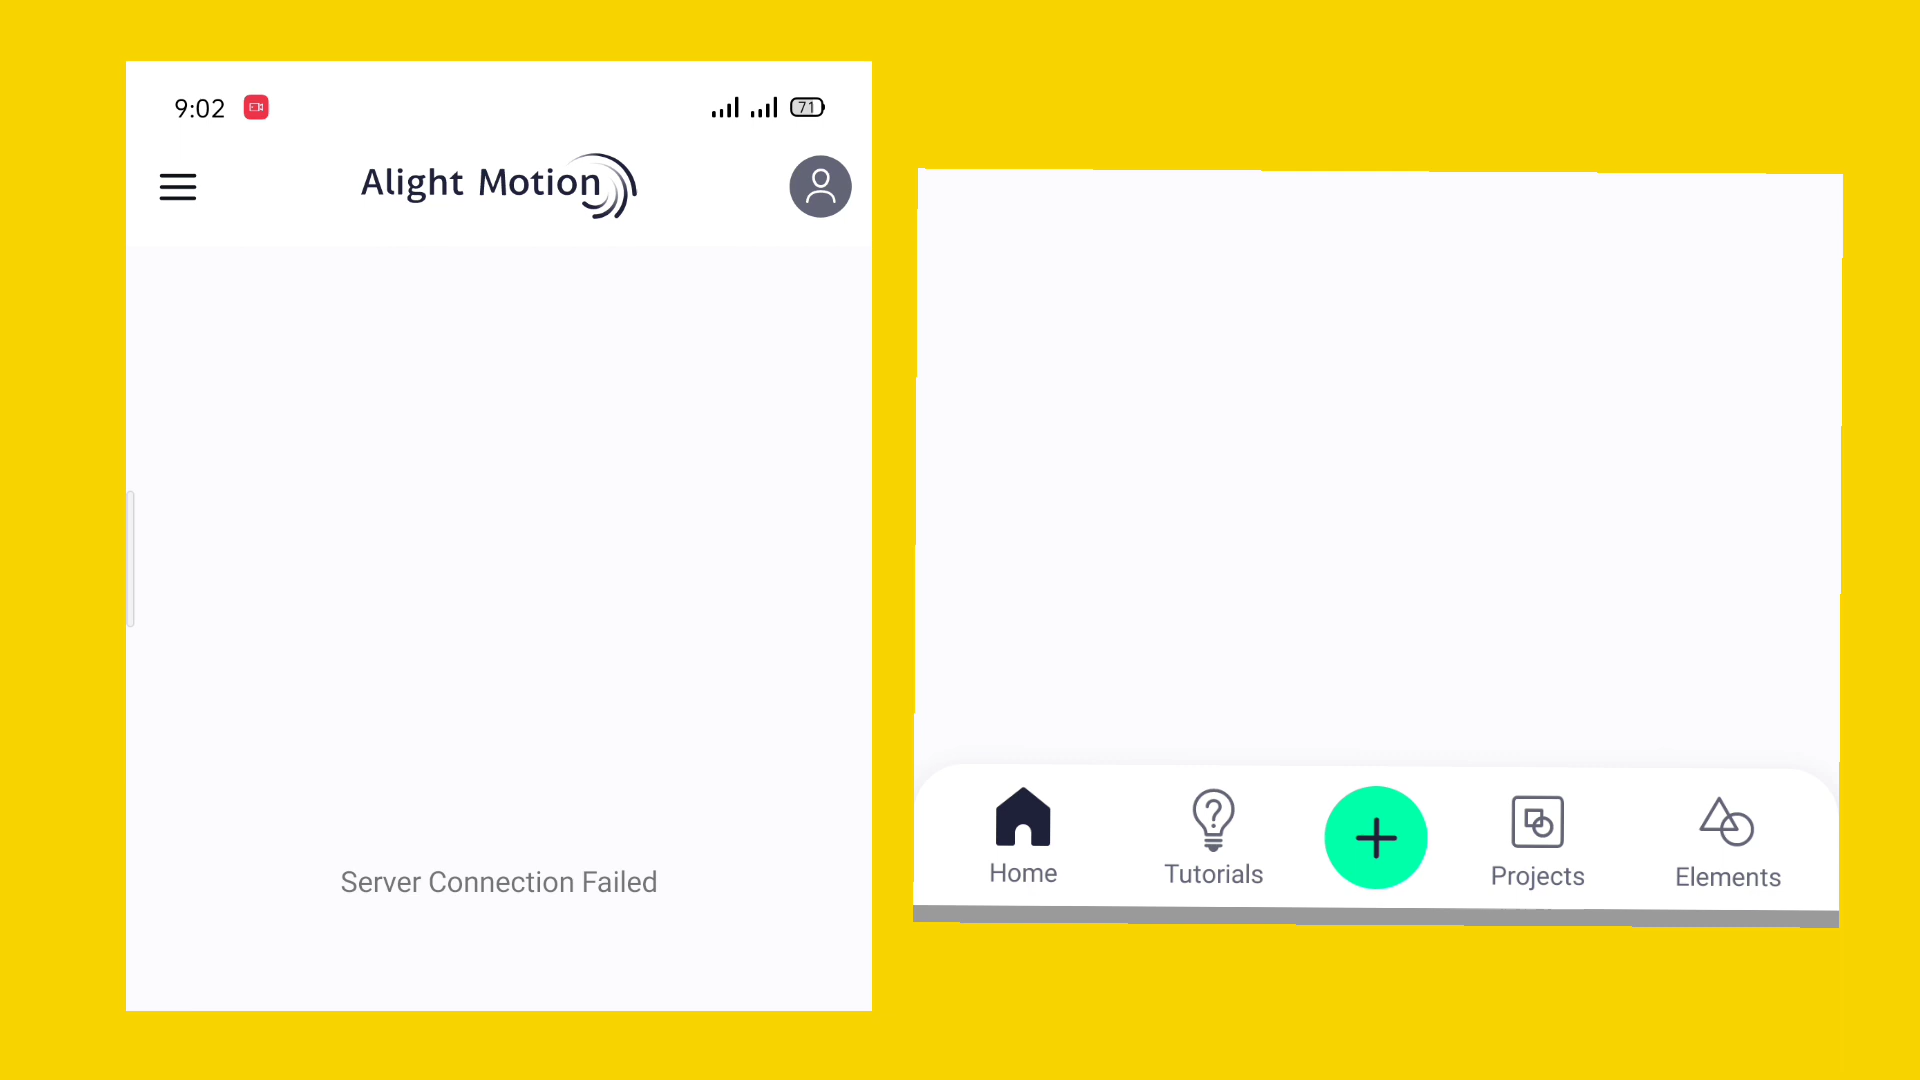 9:02
71
Alight Motion
Server Connection Failed
Home
Tutorials
Projects
Elements